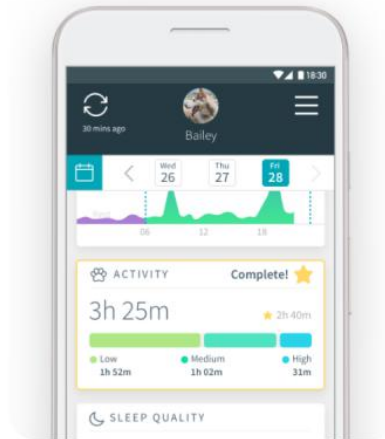 18:30
30 mins ago
Bailey
Wed Thu Fri
26 27 28
06 12 18
ACTIVITY Complete!
3h 25m 2h 40m
Low Medium High
1h 52m 1h 02m 31m
SLEEP QUALITY